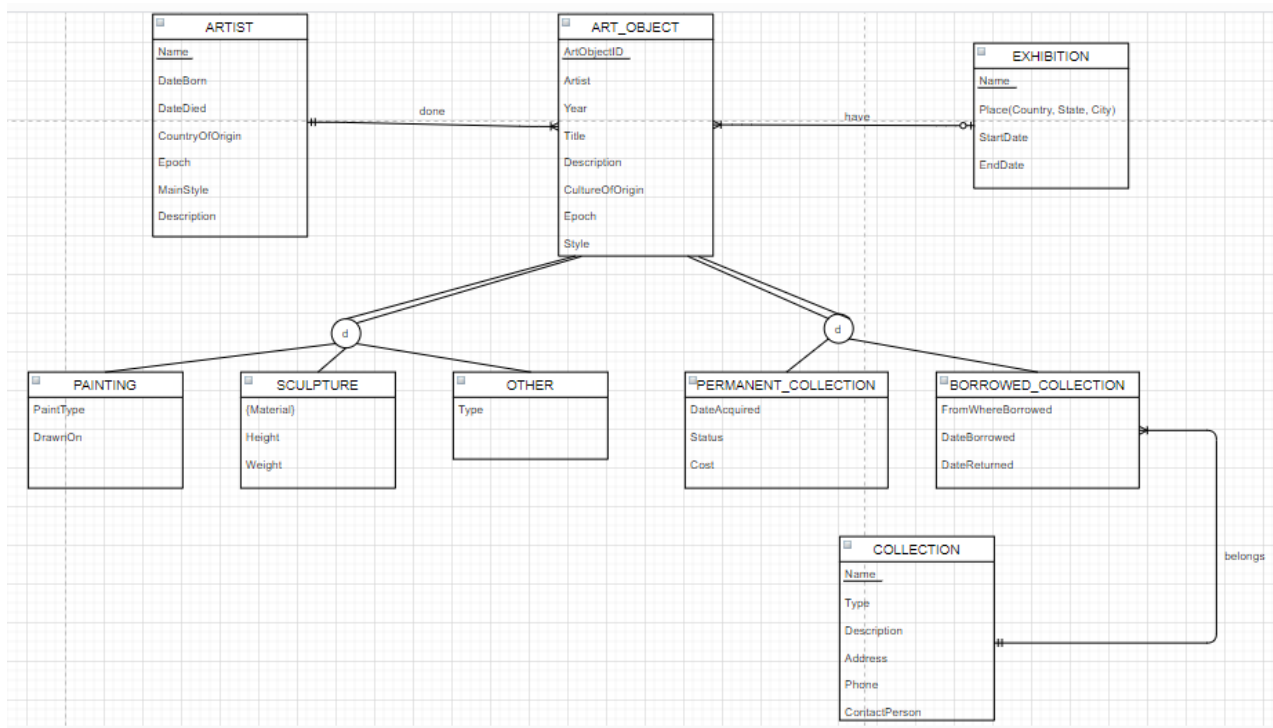 ARTIST
Name
DateBorn
DateDied
CountryOfOrigin
Epoch
MainStyle
Description
done
ART_OBJECT
ArtObjectID
Artist
Year
Title
Description
CultureOfOrigin
Epoch
Style
have
EXHIBITION
Name
Place(Country, State, City)
StartDate
EndDate
d
d
PAINTING
PaintType
DrawnOn
SCULPTURE
{Material}
Height
Weight
OTHER
Type
PERMANENT_COLLECTION
DateAcquired
Status
Cost
BORROWED_COLLECTION
FromWhereBorrowed
DateBorrowed
DateReturned
belongs
COLLECTION
Name
Type
Description
Address
Phone
ContactPerson